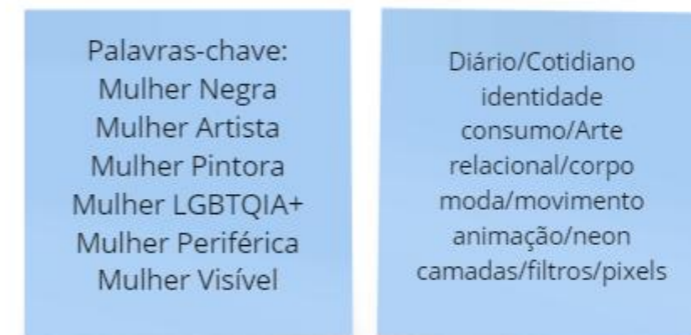 Palavras-chave:
Mulher Negra
Mulher Artista
Mulher Pintora
Mulher LGBTQIA+
Mulher Periférica
Mulher Visível
Diário/Cotidiano
identidade
consumo/Arte
relacional/corpo
moda/movimento
animação/neon
camadas/filtros/pixels